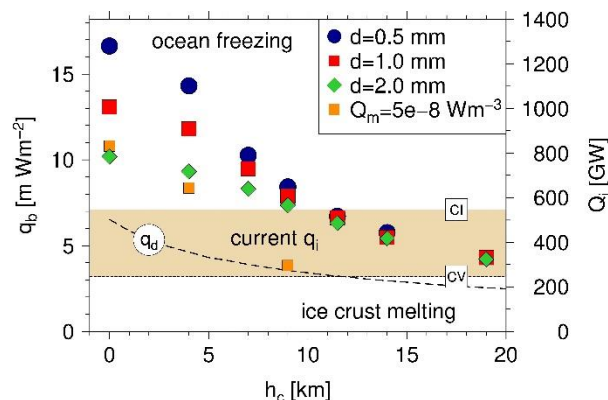 ocean freezing
d=0.5 mm
d=1.0 mm
d=2.0 mm
Q_m=5e−8 Wm⁻³
q_b [m Wm⁻²]
15
10
5
0
1400
1200
1000
800
600
400
200
0
Q_i [GW]
CI
current q_i
q_d
CV
ice crust melting
0 5 10 15 20
h_c [km]